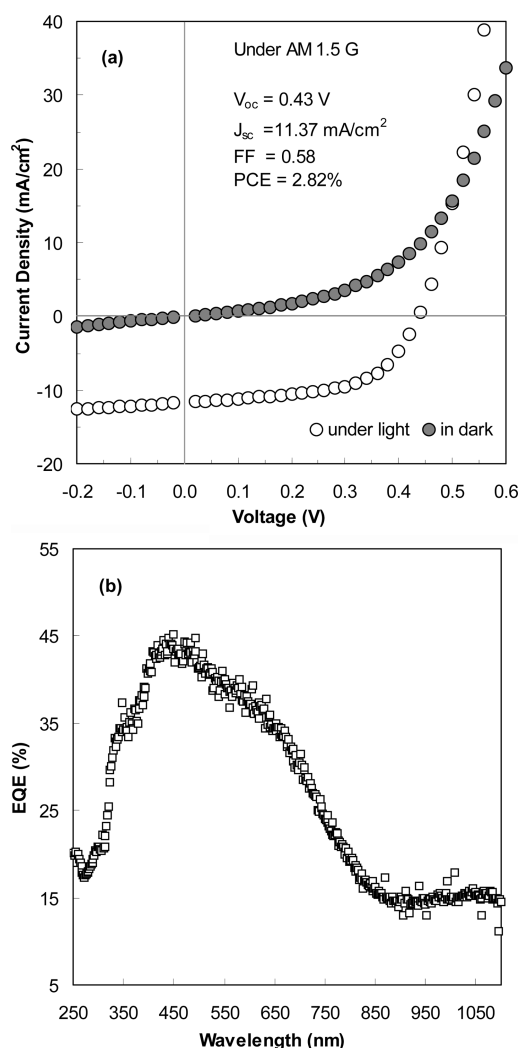 (a)
Under AM 1.5 G
V_oc = 0.43 V
J_sc =11.37 mA/cm²
FF = 0.58
PCE = 2.82%
Current Density (mA/cm²)
40
30
20
10
0
-10
-20
under light in dark
-0.2 -0.1 0.0 0.1 0.2 0.3 0.4 0.5 0.6
Voltage (V)
(b)
EQE (%)
55
45
35
25
15
5
250 350 450 550 650 750 850 950 1050
Wavelength (nm)